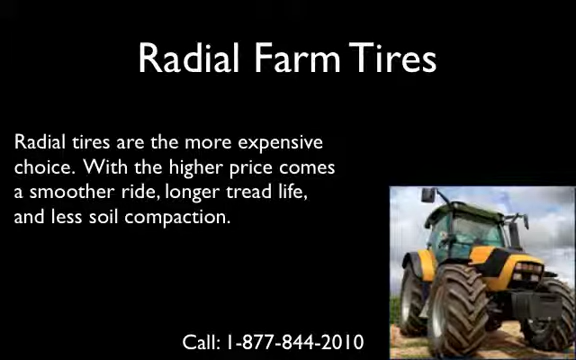 Radial Farm Tires
Radial tires are the more expensive
choice. With the higher price comes
a smoother ride, longer tread life,
and less soil compaction.
Call: 1-877-844-2010